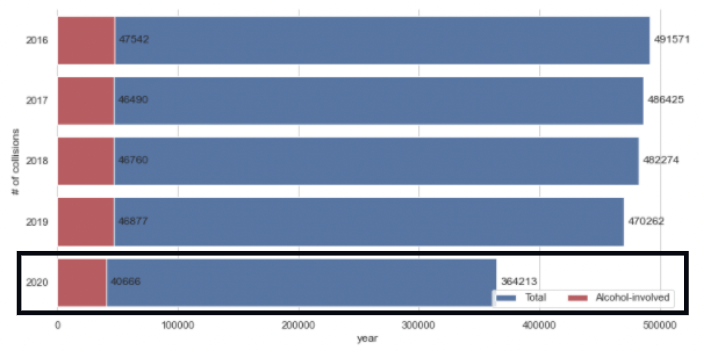 2016 47542 491571
2017 46490 486425
2018 46760 482274
2019 46877 470262
2020 40666 364213
# of collisions
Total Alcohol-involved
0 100000 200000 300000 400000 500000
year